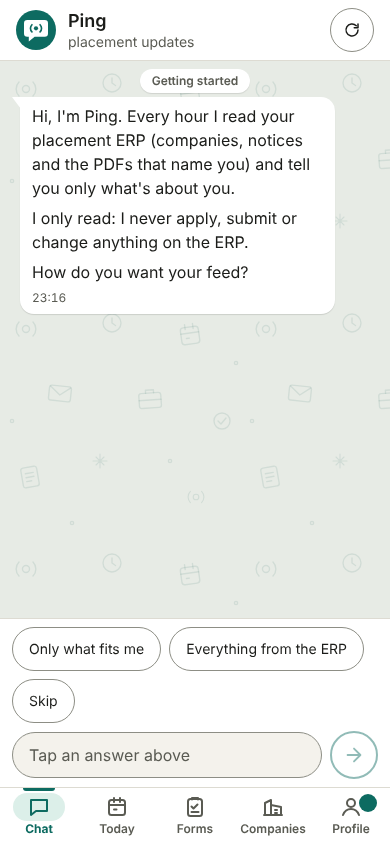 Ping
placement updates
Getting started
Hi, I'm Ping. Every hour I read your
placement ERP (companies, notices
and the PDFs that name you) and tell
you only what's about you.
I only read: I never apply, submit or
change anything on the ERP.
How do you want your feed?
23:16
Only what fits me
Everything from the ERP
Skip
Tap an answer above
Chat
Today
Forms
Companies
Profile